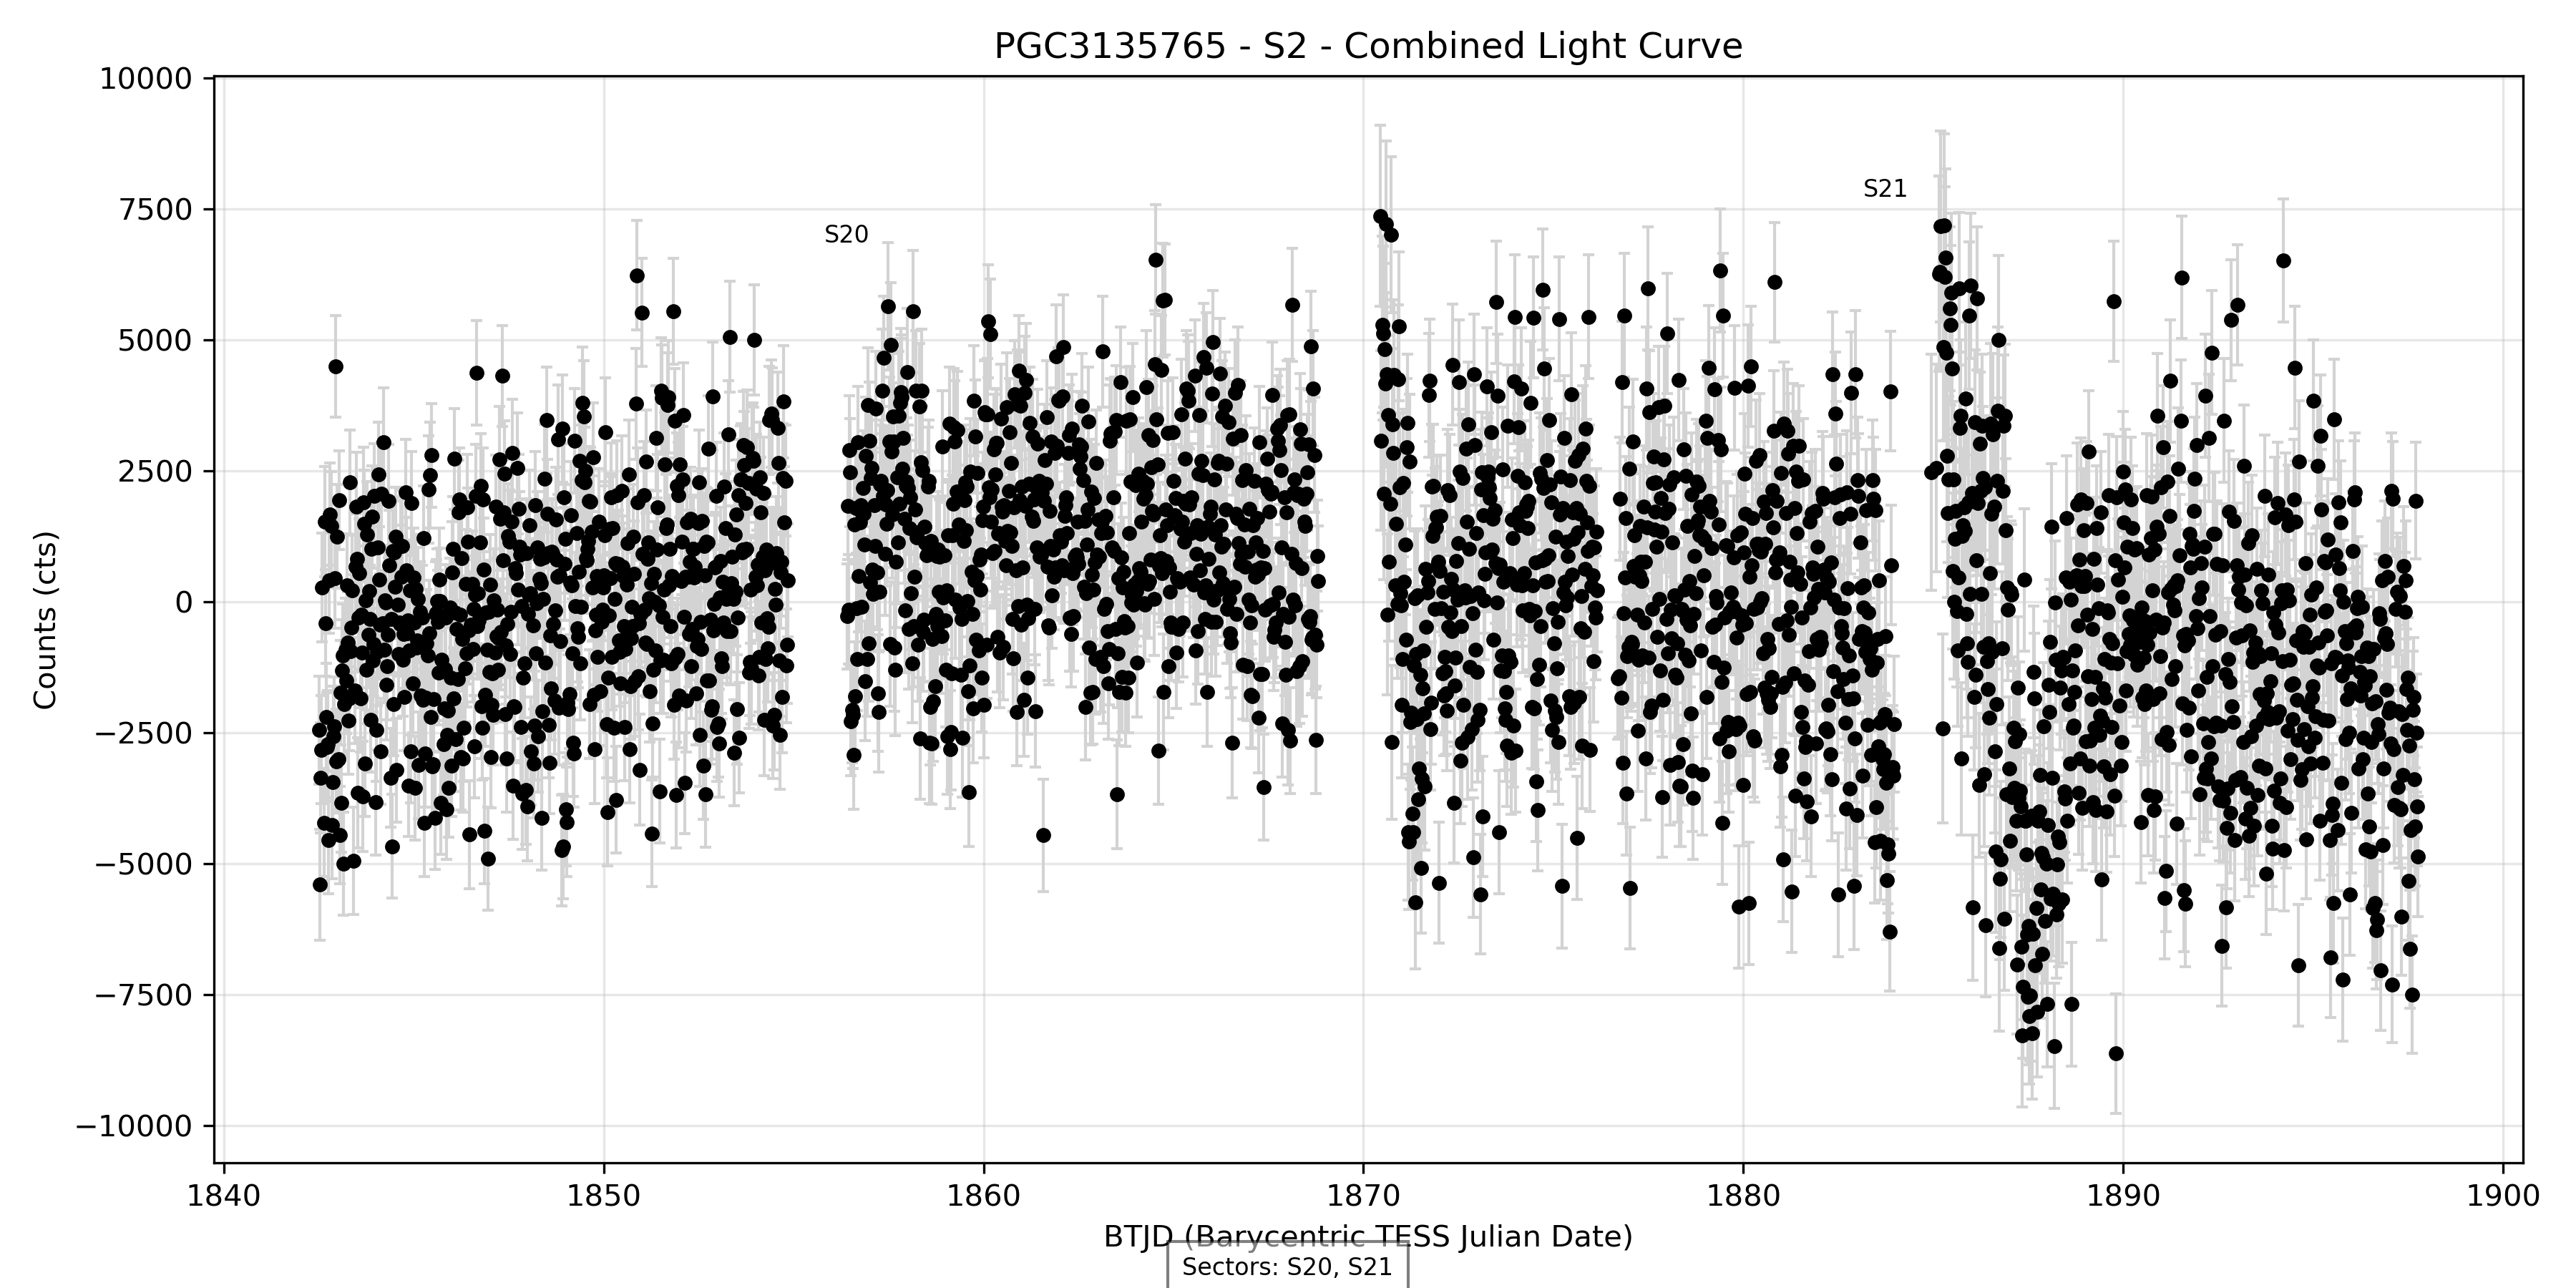 PGC3135765 - S2 - Combined Light Curve
10000
7500
5000
2500
0
−2500
−5000
−7500
−10000
Counts (cts)
S20
S21
1840 1850 1860 1870 1880 1890 1900
BTJD (Barycentric TESS Julian Date)
Sectors: S20, S21